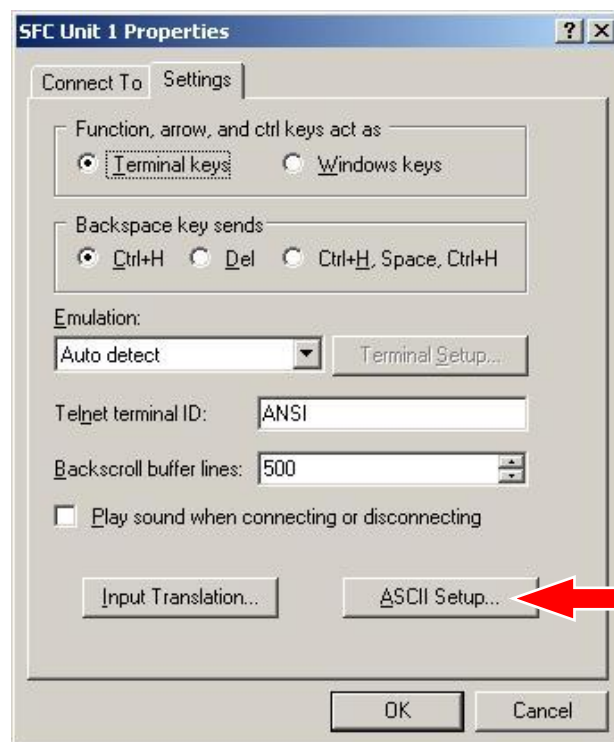 SFC Unit 1 Properties
Connect To Settings
Function, arrow, and ctrl keys act as
Terminal keys Windows keys
Backspace key sends
Ctrl+H Del Ctrl+H, Space, Ctrl+H
Emulation:
Auto detect Terminal Setup...
Telnet terminal ID: ANSI
Backscroll buffer lines: 500
Play sound when connecting or disconnecting
Input Translation... ASCII Setup...
OK Cancel